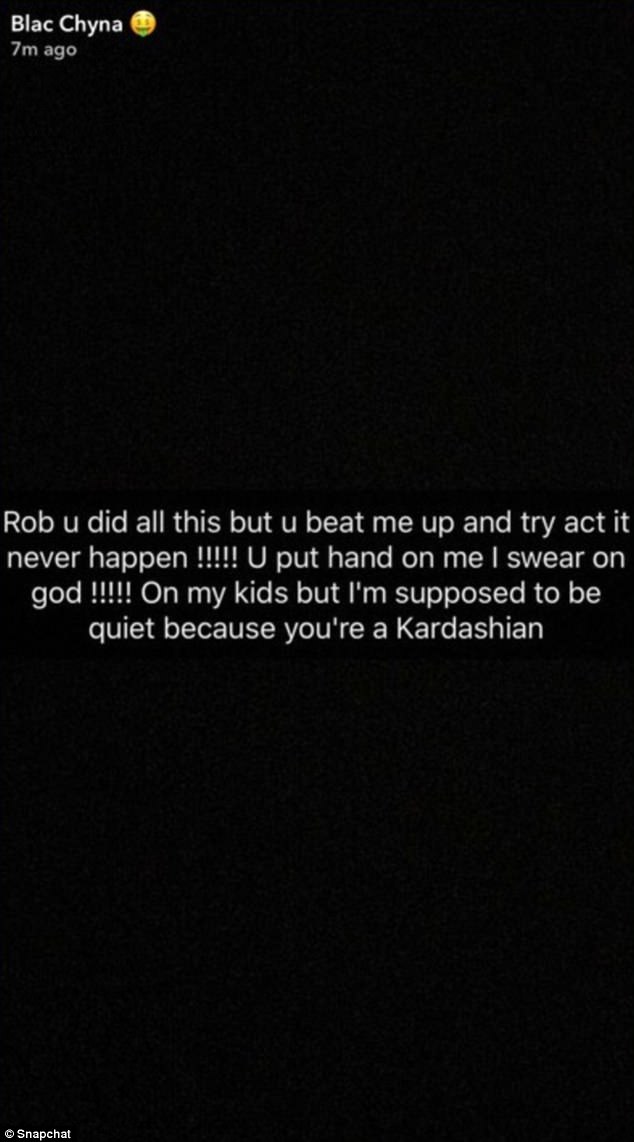 Blac Chyna 🤑
7m ago
Rob u did all this but u beat me up and try act it
never happen !!!!! U put hand on me I swear on
god !!!!! On my kids but I'm supposed to be
quiet because you're a Kardashian
© Snapchat